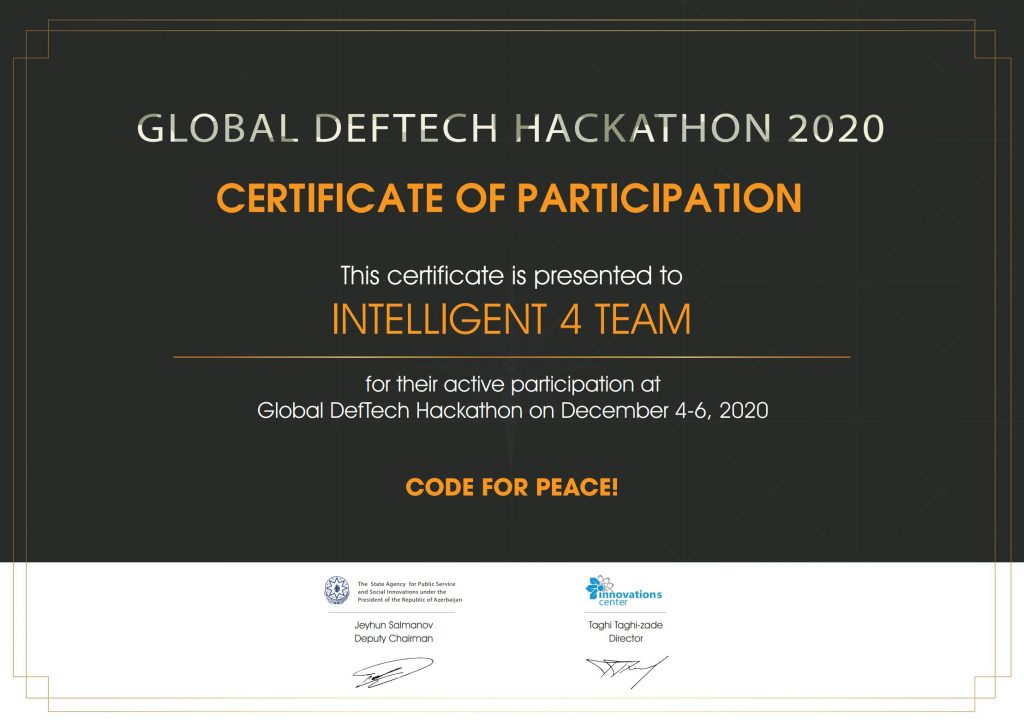 GLOBAL DEFTECH HACKATHON 2020
CERTIFICATE OF PARTICIPATION
This certificate is presented to
INTELLIGENT 4 TEAM
for their active participation at
Global DefTech Hackathon on December 4-6, 2020
CODE FOR PEACE!
The State Agency for Public Service
and Social Innovations under the
President of the Republic of Azerbaijan
Jeyhun Salmanov
Deputy Chairman
innovations
center
Taghi Taghi-zade
Director